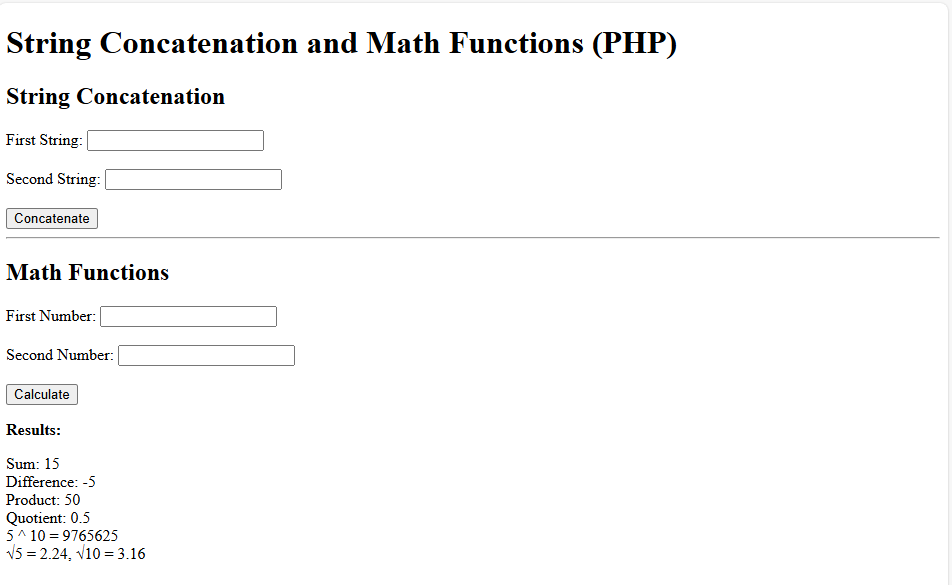 String Concatenation and Math Functions (PHP)
String Concatenation
First String:
Second String:
Concatenate
Math Functions
First Number:
Second Number:
Calculate
Results:
Sum: 15
Difference: -5
Product: 50
Quotient: 0.5
5 ^ 10 = 9765625
√5 = 2.24, √10 = 3.16